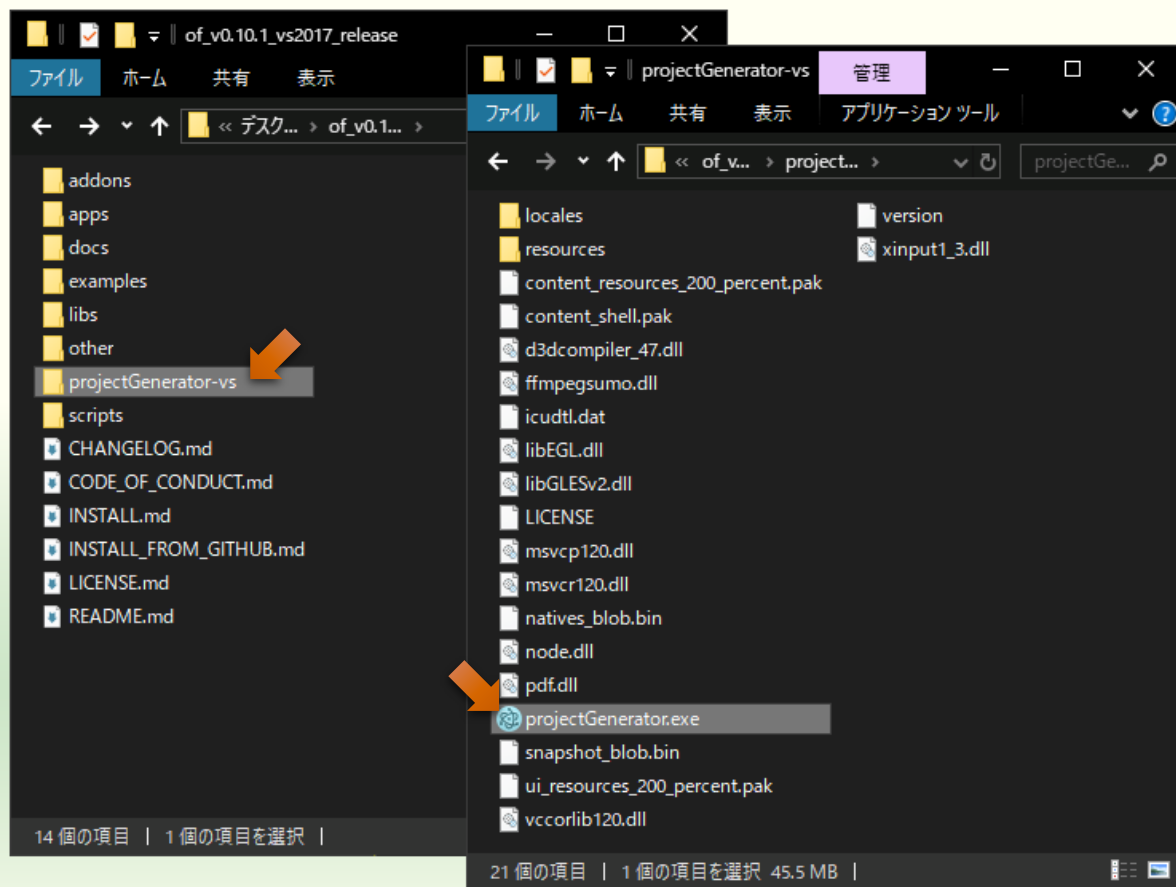 of_v0.10.1_vs2017_release
ファイル ホーム 共有 表示
« デスク... › of_v0.1... ›
addons
apps
docs
examples
libs
other
projectGenerator-vs
scripts
CHANGELOG.md
CODE_OF_CONDUCT.md
INSTALL.md
INSTALL_FROM_GITHUB.md
LICENSE.md
README.md
14 個の項目 | 1 個の項目を選択 |
projectGenerator-vs 管理
ファイル ホーム 共有 表示 アプリケーション ツール ?
« of_v... › project... › projectGe...
locales
resources
content_resources_200_percent.pak
content_shell.pak
d3dcompiler_47.dll
ffmpegsumo.dll
icudtl.dat
libEGL.dll
libGLESv2.dll
LICENSE
msvcp120.dll
msvcr120.dll
natives_blob.bin
node.dll
pdf.dll
projectGenerator.exe
snapshot_blob.bin
ui_resources_200_percent.pak
vccorlib120.dll
version
xinput1_3.dll
21 個の項目 | 1 個の項目を選択 45.5 MB |